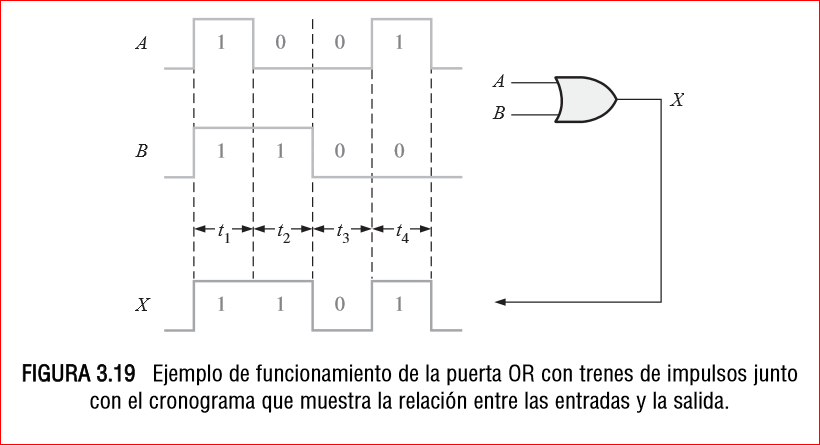 A 1 0 0 1
A
X
B
B 1 1 0 0
t1 t2 t3 t4
X 1 1 0 1
FIGURA 3.19 Ejemplo de funcionamiento de la puerta OR con trenes de impulsos junto
con el cronograma que muestra la relación entre las entradas y la salida.